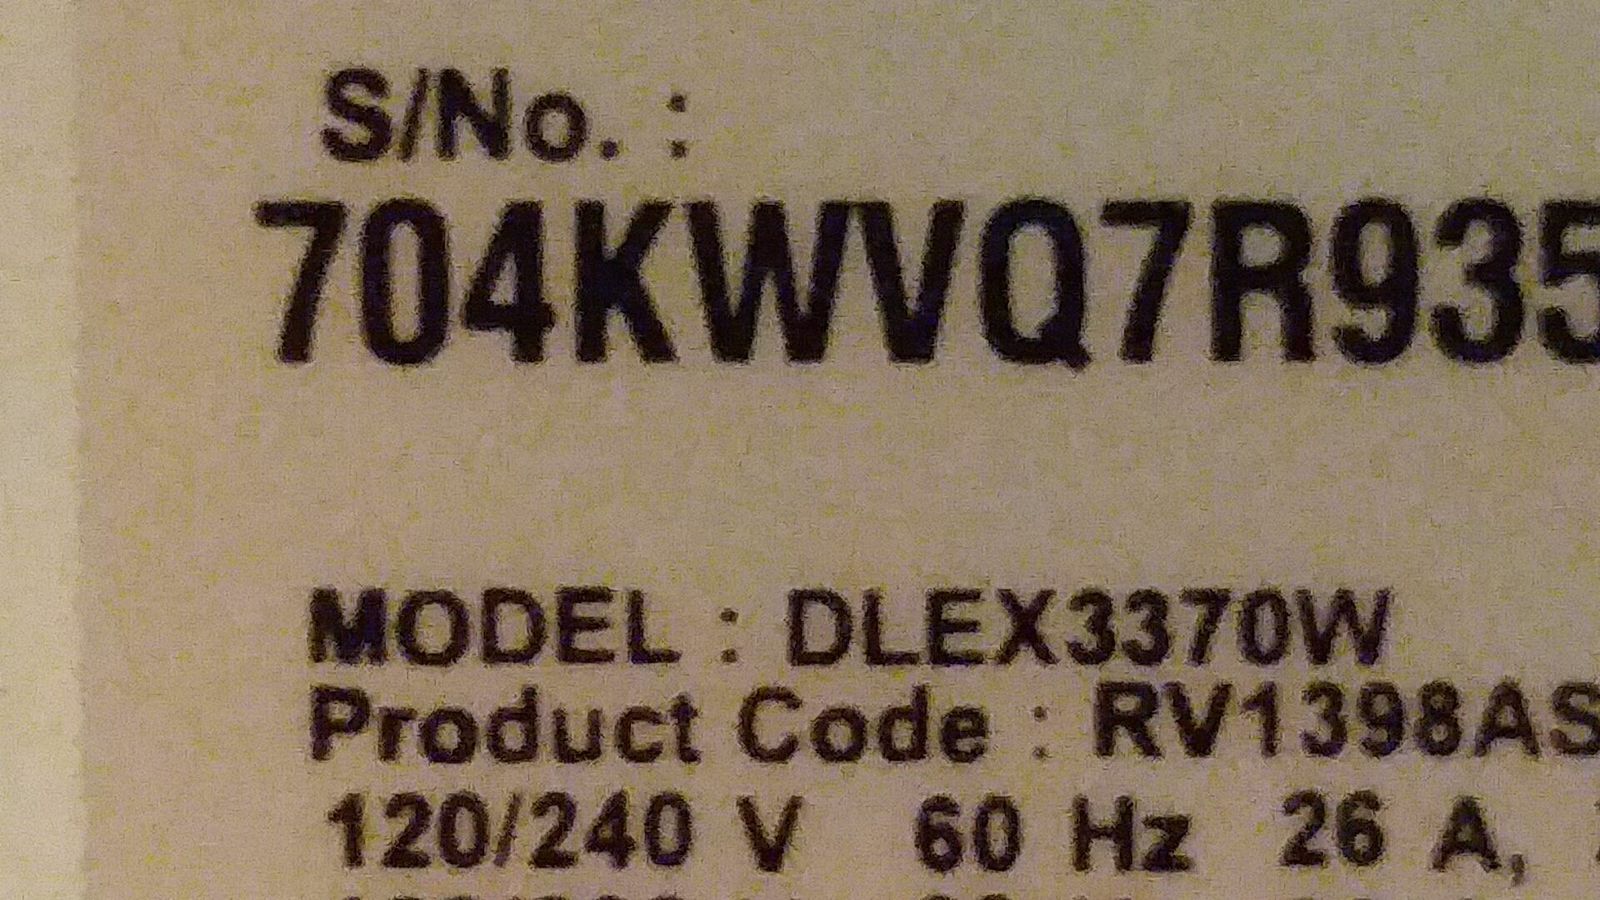 S/No. :
704KWVQ7R935
MODEL : DLEX3370W
Product Code : RV1398AS
120/240 V 60 Hz 26 A,